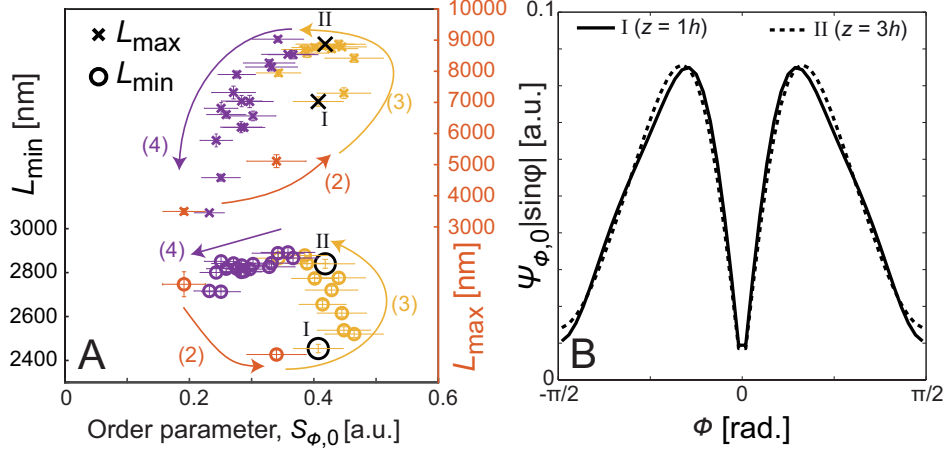 L_max
L_min
II
I
(2)
(3)
(4)
10000
9000
8000
7000
6000
5000
4000
3000
L_min [nm]
L_max [nm]
3000
2800
2600
2400
(4)
II
(3)
I
(2)
A
0
0.2
0.4
0.6
Order parameter, S_Φ,0 [a.u.]
0.1
I (z = 1h)
II (z = 3h)
Ψ_Φ,0|sinφ| [a.u.]
B
0
-π/2
0
π/2
Φ [rad.]